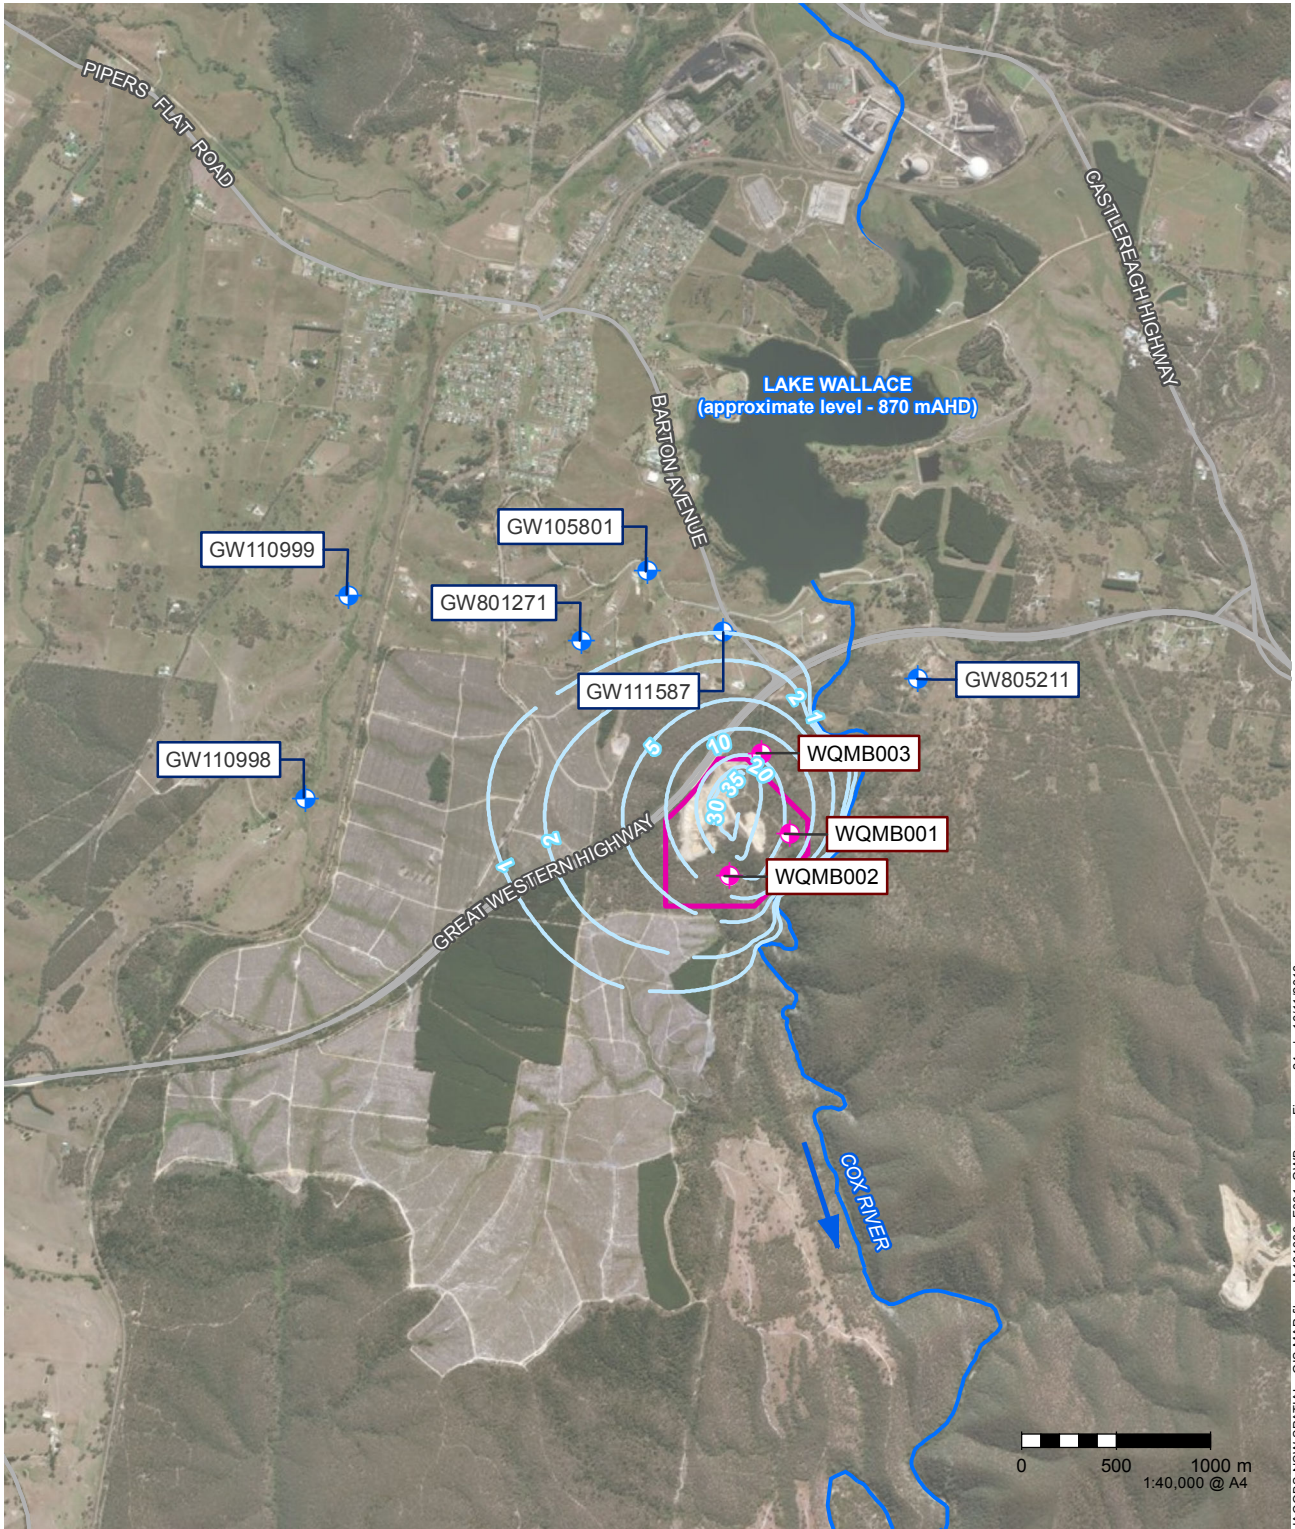 PIPERS FLAT ROAD
CASTLEREAGH HIGHWAY
LAKE WALLACE
(approximate level - 870 mAHD)
BARTON AVENUE
GW105801
GW110999
GW801271
GW805211
GW111587
2
1
5
10
WQMB003
GW110998
20
35
30
WQMB001
2
1
GREAT WESTERN HIGHWAY
WQMB002
COX RIVER
0 500 1000 m
1:40,000 @ A4